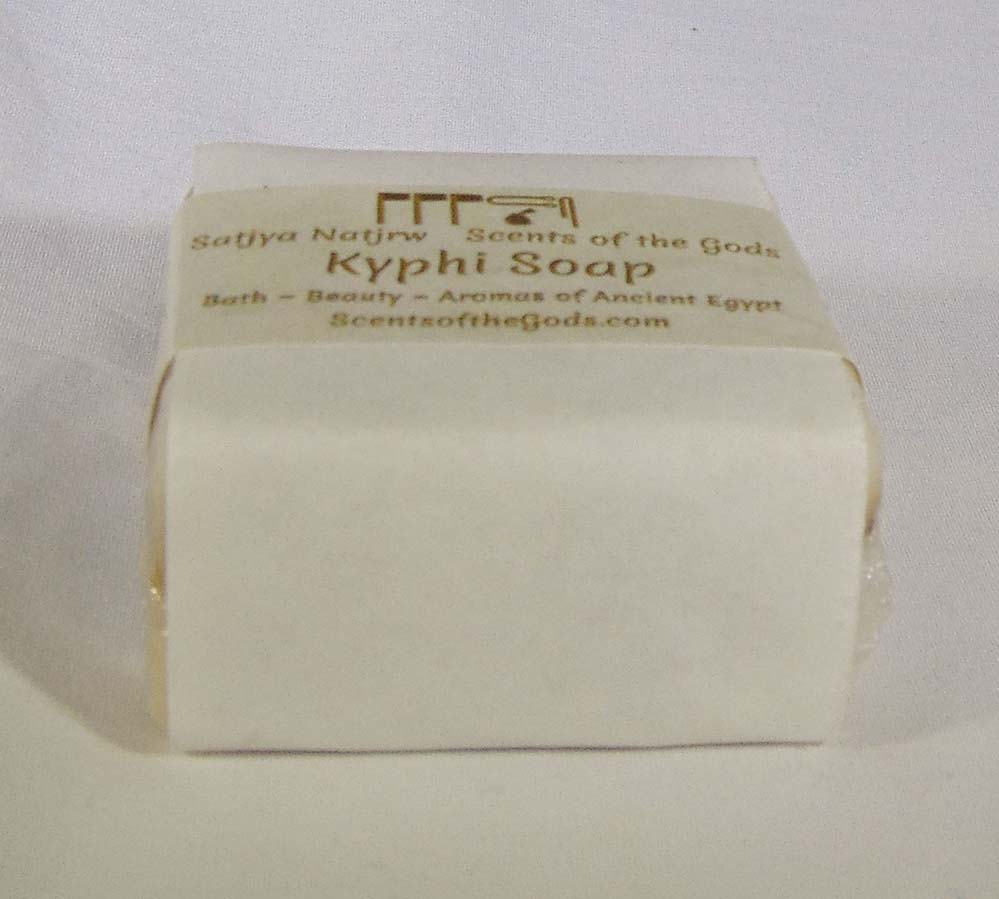 Satjya Natjrw Scents of the Gods
Kyphi Soap
Bath ~ Beauty ~ Aromas of Ancient Egypt
ScentsoftheGods.com